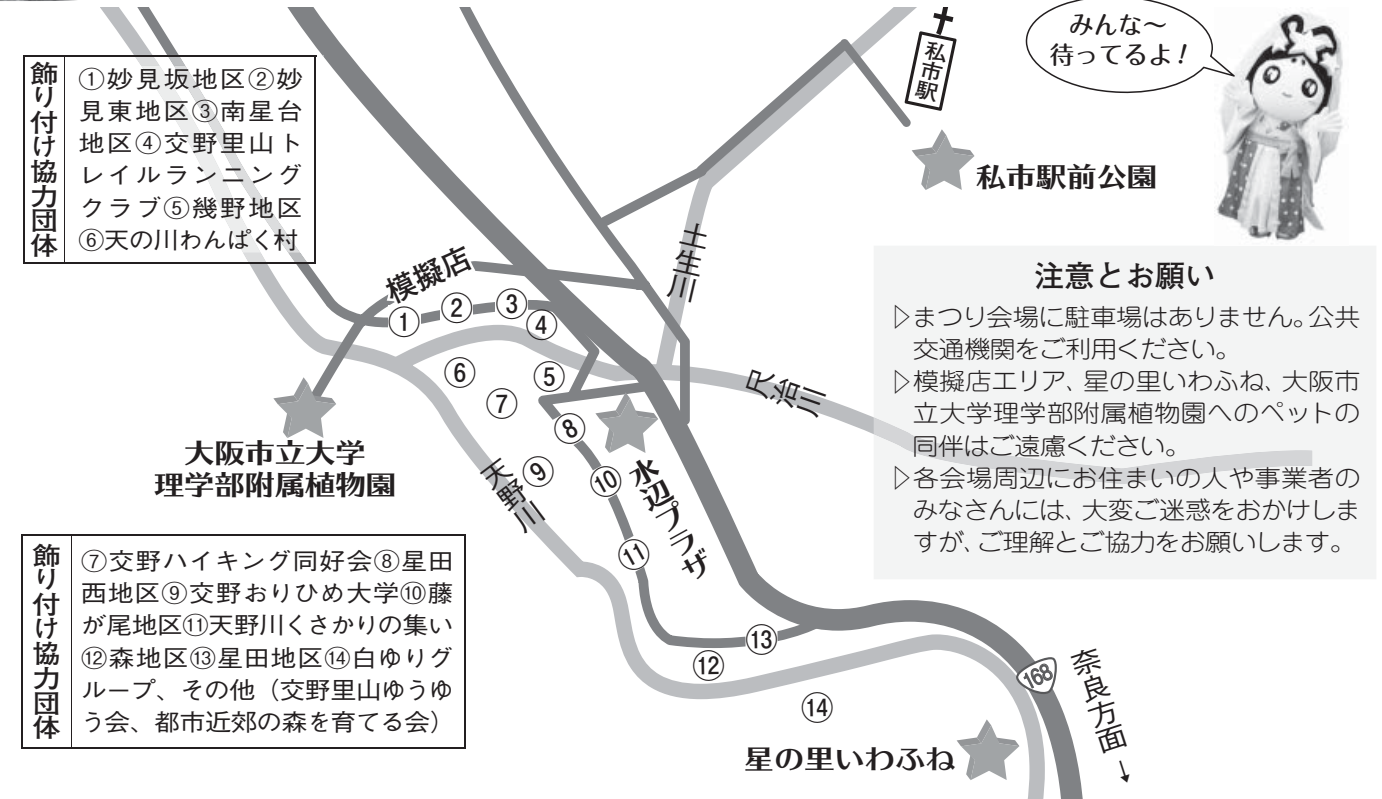 みんな〜
待ってるよ！
私市駅
私市駅前公園
飾り付け協力団体
①妙見坂地区②妙
見東地区③南星台
地区④交野里山ト
レイルランニング
クラブ⑤幾野地区
⑥天の川わんぱく村
模擬店
①
②
③
④
⑤
⑥
⑦
⑧
⑨
⑩
⑪
⑫
⑬
⑭
土生川
尺治川
天野川
水辺プラザ
大阪市立大学
理学部附属植物園
注意とお願い
▷まつり会場に駐車場はありません。公共
交通機関をご利用ください。
▷模擬店エリア、星の里いわふね、大阪市
立大学理学部附属植物園へのペットの
同伴はご遠慮ください。
▷各会場周辺にお住まいの人や事業者の
みなさんには、大変ご迷惑をおかけしま
すが、ご理解とご協力をお願いします。
飾り付け協力団体
⑦交野ハイキング同好会⑧星田
西地区⑨交野おりひめ大学⑩藤
が尾地区⑪天野川くさかりの集い
⑫森地区⑬星田地区⑭白ゆりグ
ループ、その他（交野里山ゆうゆ
う会、都市近郊の森を育てる会）
168
奈良方面→
星の里いわふね